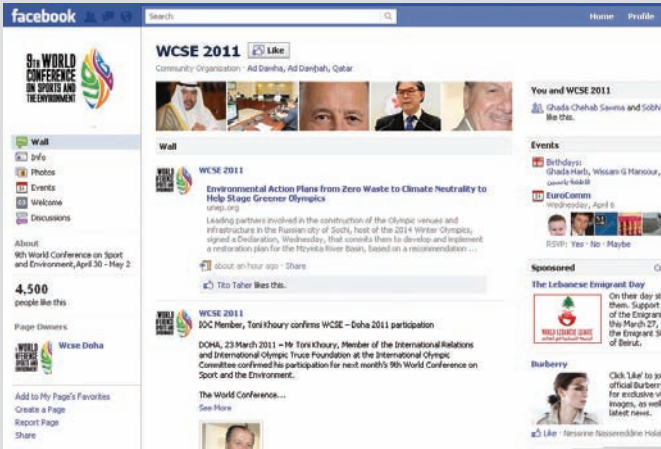 facebook
Search
Home Profile
9TH WORLD
CONFERENCE
ON SPORTS AND
THE ENVIRONMENT
Wall
Info
Photos
Events
Welcome
Discussions
About
9th World Conference on Sport
and Environment, April 30 - May 2
4,500
people like this
Page Owners
Wcse Doha
Add to My Page's Favorites
Create a Page
Report Page
Share
WCSE 2011 Like
Community Organization · Ad Dawha, Ad Dawhah, Qatar
Wall
WCSE 2011
Environmental Action Plans from Zero Waste to Climate Neutrality to
Help Stage Greener Olympics
unep.org
Leading partners involved in the construction of the Olympic venues and
infrastructure in the Russian city of Sochi, host of the 2014 Winter Olympics,
signed a Declaration, Wednesday, that commits them to develop and implement
a restoration plan for the Mzymta River Basin, based on a recommendation ...
about an hour ago · Share
Tito Taher likes this.
WCSE 2011
IOC Member, Toni Khoury confirms WCSE – Doha 2011 participation
DOHA, 23 March 2011 – Mr Toni Khoury, Member of the International Relations
and International Olympic Truce Foundation at the International Olympic
Committee confirmed his participation for next month's 9th World Conference on
Sport and the Environment.
The World Conference...
See More
You and WCSE 2011
Ghada Chehab Sawma and Sobhi
like this.
Events
Birthdays:
Ghada Harb, Wissam G Mansour,
EuroComm
Wednesday, April 6
RSVP: Yes · No · Maybe
Sponsored
The Lebanese Emigrant Day
On their day st
them. Support
of the Emigran
this March 27,
the Emigrant S
of Beirut.
WORLD LEBANESE LEAGUE
Burberry
Click 'Like' to jo
official Burberr
for exclusive vi
images, as well
latest news.
Like · Nessrine Nassereddine Hala